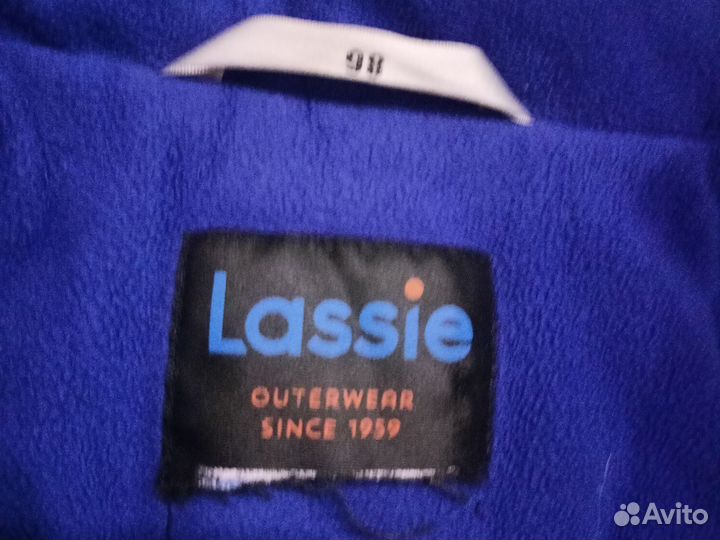 98
Lassie
OUTERWEAR
SINCE 1959
Avito